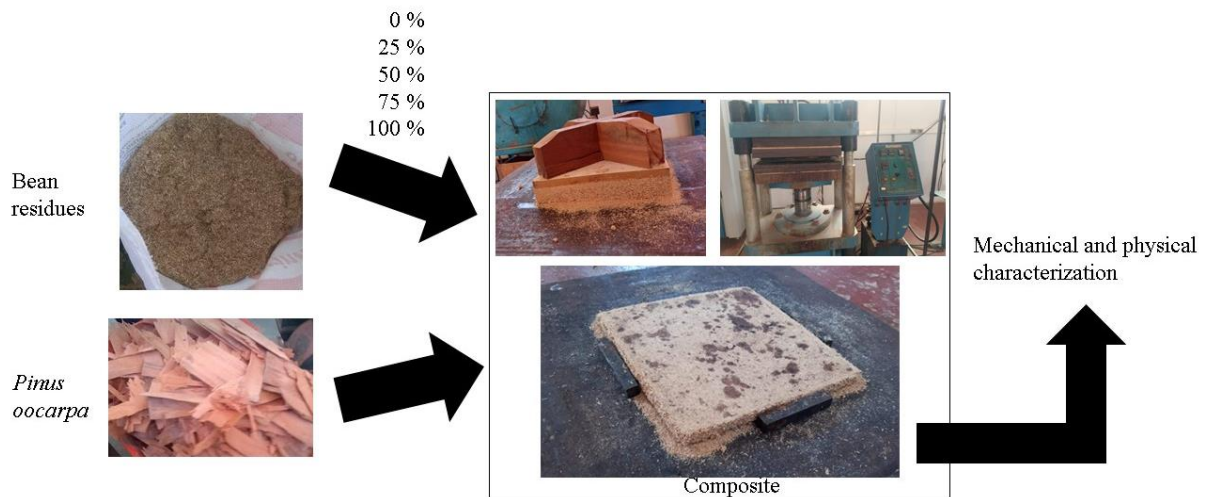 0 %
25 %
50 %
75 %
100 %
Bean
residues
Pinus
oocarpa
Mechanical and physical
characterization
Composite